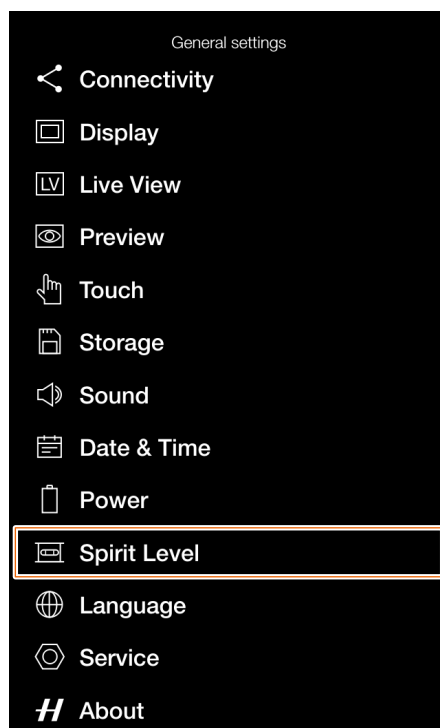 General settings
Connectivity
Display
LV Live View
Preview
Touch
Storage
Sound
Date & Time
Power
Spirit Level
Language
Service
H About